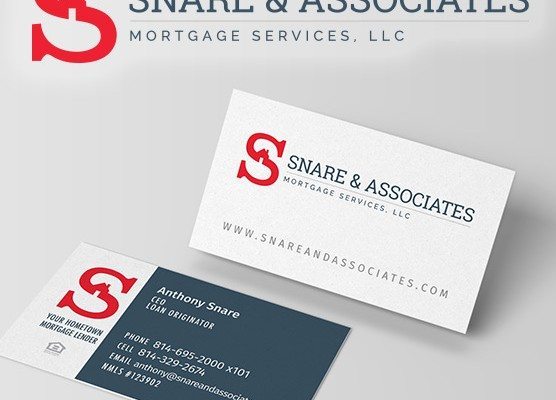 SNARE & ASSOCIATES
MORTGAGE SERVICES, LLC
SNARE & ASSOCIATES
MORTGAGE SERVICES, LLC
WWW.SNAREANDASSOCIATES.COM
YOUR HOMETOWN
MORTGAGE LENDER
Anthony Snare
CEO
LOAN ORIGINATOR
PHONE 814-695-2000 x101
CELL 814-329-2674
EMAIL anthony@snareandassociat
NMLS #123902